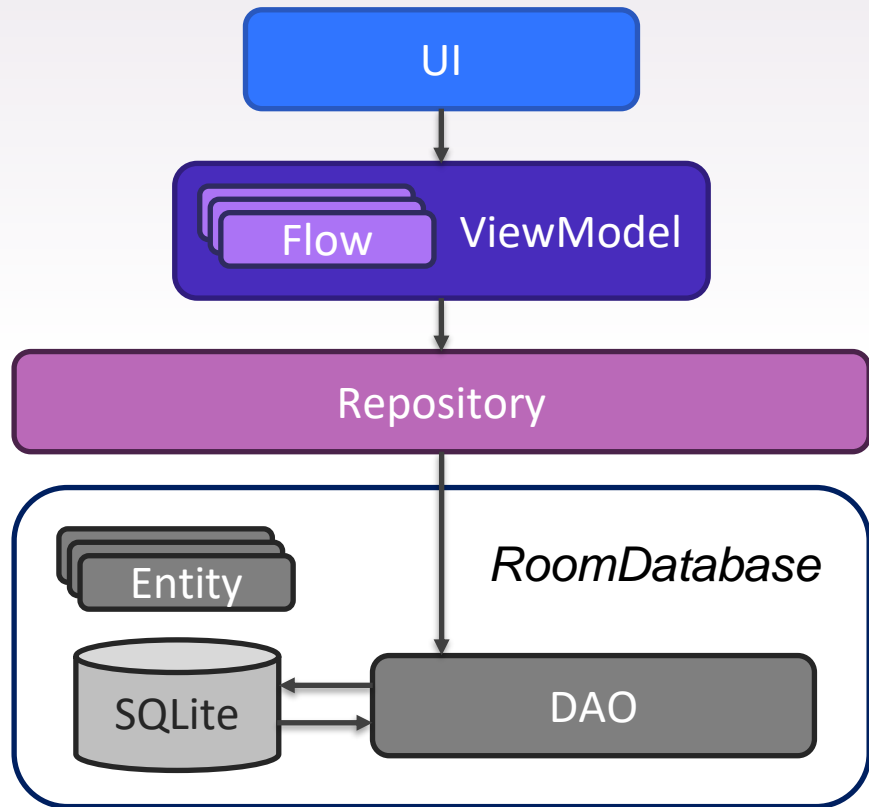 UI
Flow
ViewModel
Repository
Entity
RoomDatabase
SQLite
DAO